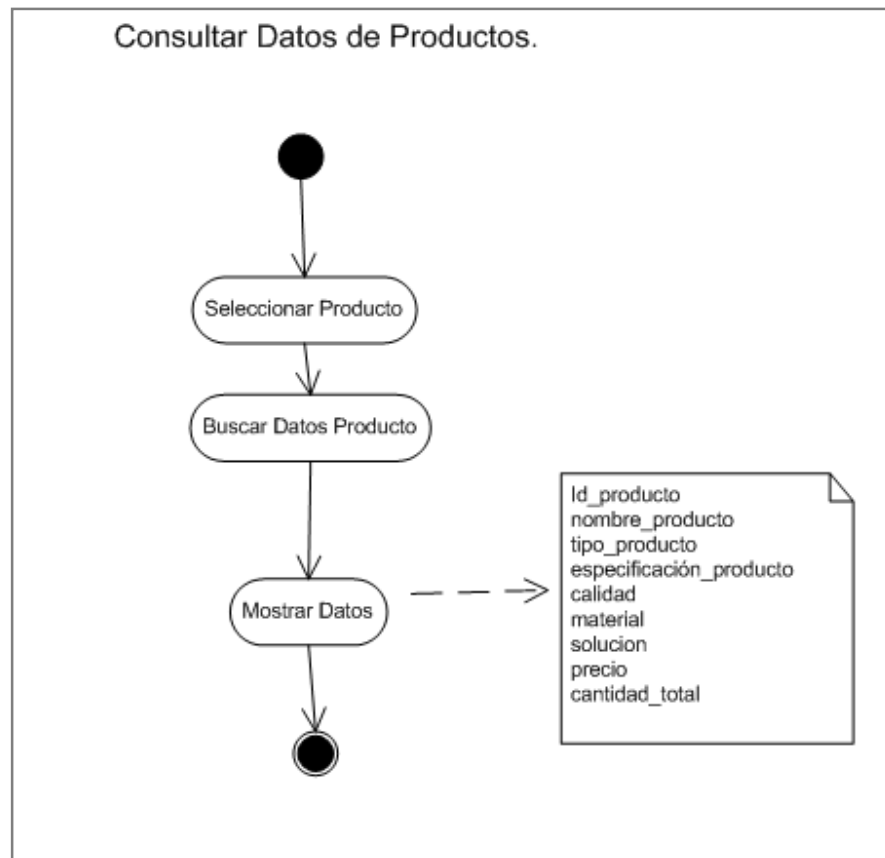 Consultar Datos de Productos.
Seleccionar Producto
Buscar Datos Producto
Mostrar Datos
Id_producto
nombre_producto
tipo_producto
especificación_producto
calidad
material
solucion
precio
cantidad_total